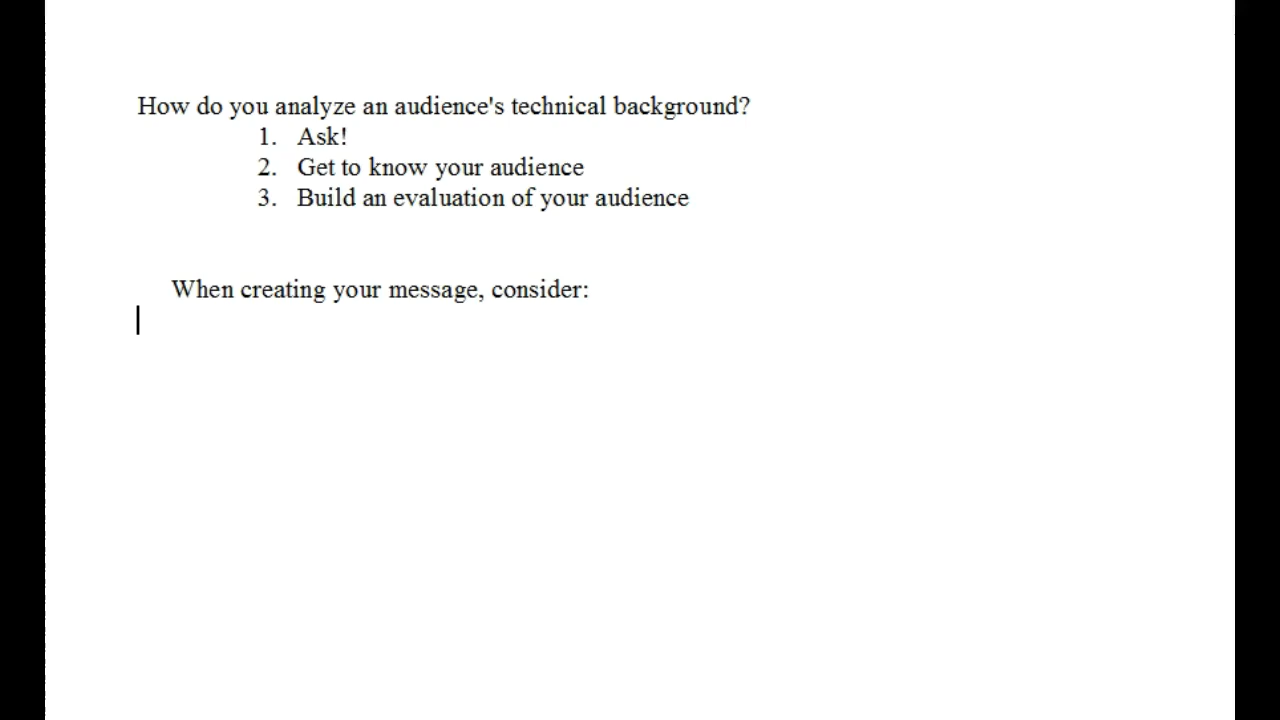 How do you analyze an audience's technical background?
1. Ask!
2. Get to know your audience
3. Build an evaluation of your audience
When creating your message, consider: